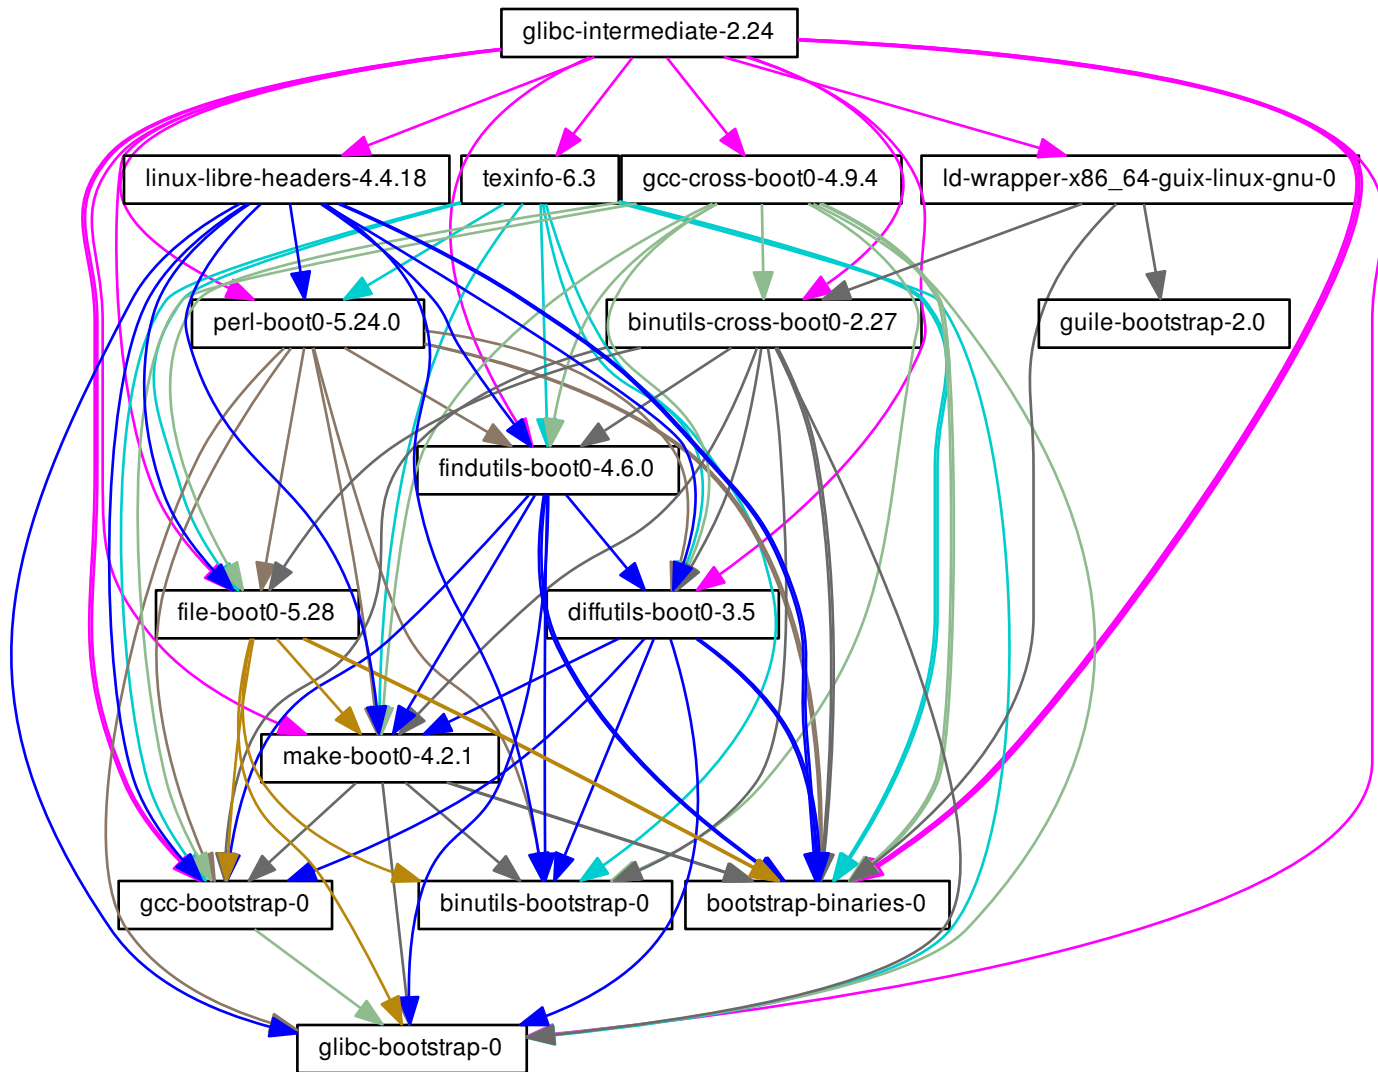 glibc-intermediate-2.24
linux-libre-headers-4.4.18
texinfo-6.3
gcc-cross-boot0-4.9.4
ld-wrapper-x86_64-guix-linux-gnu-0
perl-boot0-5.24.0
binutils-cross-boot0-2.27
guile-bootstrap-2.0
findutils-boot0-4.6.0
file-boot0-5.28
diffutils-boot0-3.5
make-boot0-4.2.1
gcc-bootstrap-0
binutils-bootstrap-0
bootstrap-binaries-0
glibc-bootstrap-0